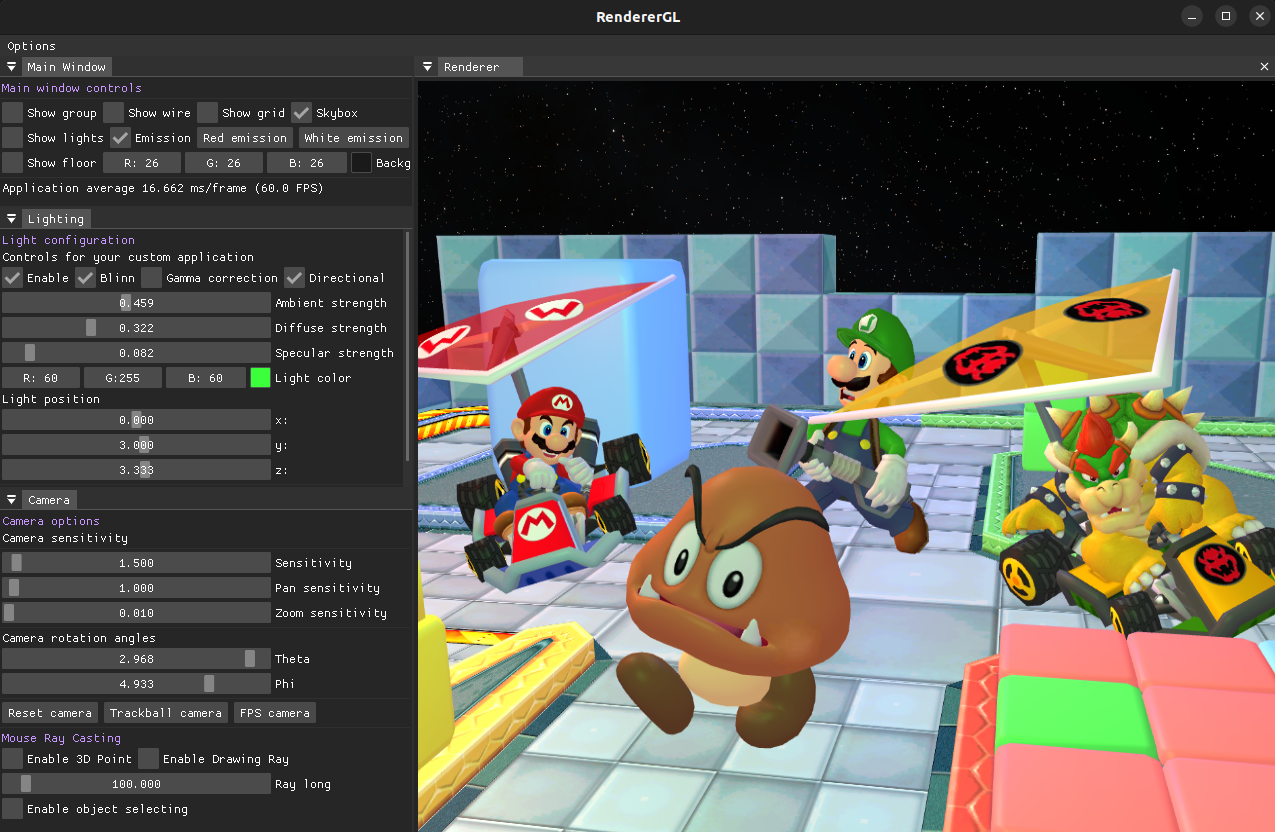 RendererGL
Options
Main Window
Main window controls
Show group Show wire Show grid Skybox
Show lights Emission Red emission White emission
Show floor R: 26 G: 26 B: 26 Backg
Application average 16.662 ms/frame (60.0 FPS)
Lighting
Light configuration
Controls for your custom application
Enable Blinn Gamma correction Directional
0.459 Ambient strength
0.322 Diffuse strength
0.082 Specular strength
R: 60 G:255 B: 60 Light color
Light position
0.000 x:
3.000 y:
3.333 z:
Camera
Camera options
Camera sensitivity
1.500 Sensitivity
1.000 Pan sensitivity
0.010 Zoom sensitivity
Camera rotation angles
2.968 Theta
4.933 Phi
Reset camera Trackball camera FPS camera
Mouse Ray Casting
Enable 3D Point Enable Drawing Ray
100.000 Ray long
Enable object selecting
Renderer
M
M
L